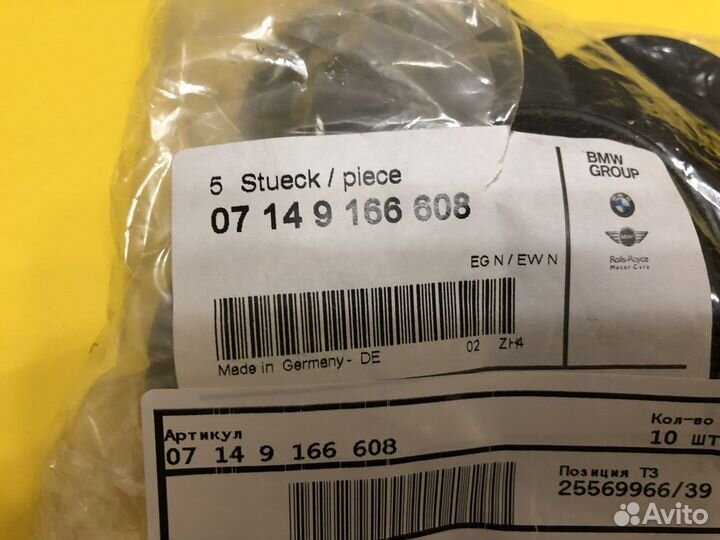 5 Stueck / piece
07 14 9 166 608
EG N / EW N
Made in Germany - DE 02 ZH4
BMW
GROUP
MINI
Rolls-Royce
Motor Cars
Артикул
07 14 9 166 608
Кол-во
10 шт
Позиция ТЗ
25569966/39
Avito